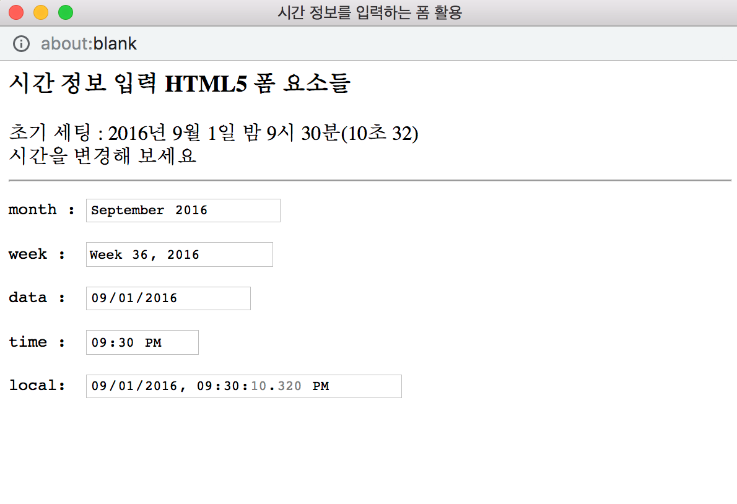 시간 정보를 입력하는 폼 활용
about:blank
시간 정보 입력 HTML5 폼 요소들
초기 세팅 : 2016년 9월 1일 밤 9시 30분(10초 32)
시간을 변경해 보세요
month : September 2016
week : Week 36, 2016
data : 09/01/2016
time : 09:30 PM
local: 09/01/2016, 09:30:10.320 PM